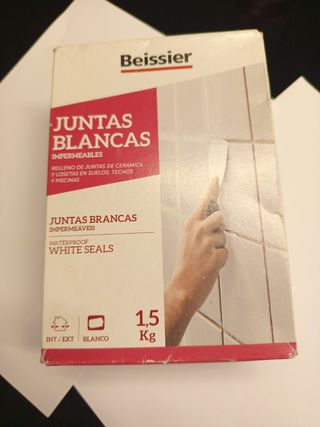 Beissier
JUNTAS
BLANCAS
IMPERMEABLES
RELLENO DE JUNTAS DE CERÁMICA
Y LOSETAS EN SUELOS, TECHOS
Y PISCINAS
JUNTAS BRANCAS
IMPERMEÁVEIS
WATERPROOF
WHITE SEALS
INT / EXT
BLANCO
1,5
Kg
Beissier